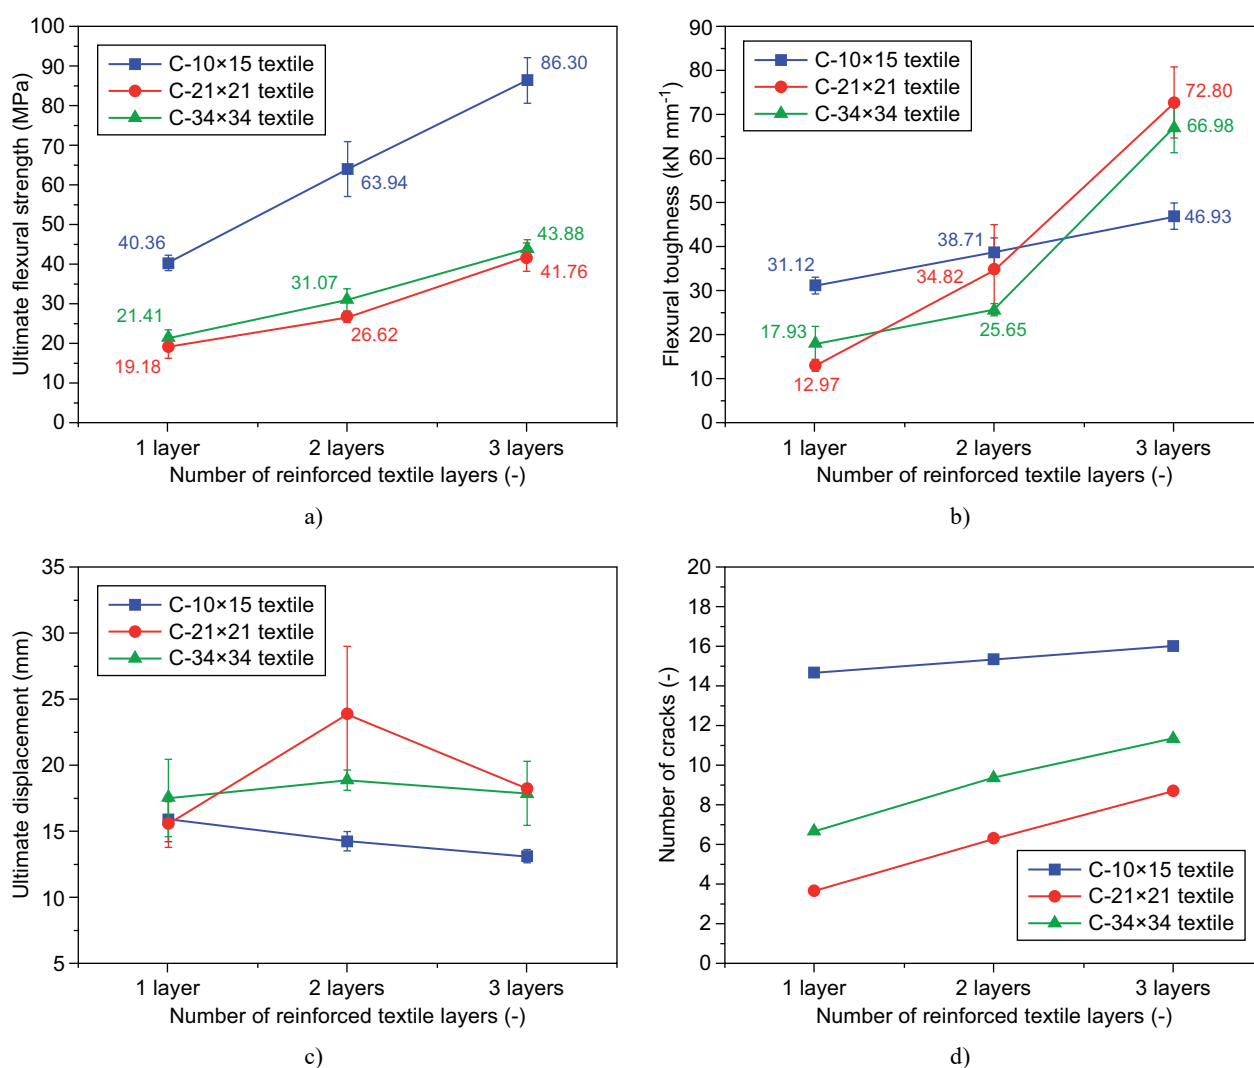 Ultimate flexural strength (MPa)
100
90
80
70
60
50
40
30
20
10
0
C-10×15 textile
C-21×21 textile
C-34×34 textile
86.30
63.94
40.36
43.88
41.76
31.07
26.62
21.41
19.18
1 layer 2 layers 3 layers
Number of reinforced textile layers (-)
a)
Flexural toughness (kN mm-1)
90
80
70
60
50
40
30
20
10
0
C-10×15 textile
C-21×21 textile
C-34×34 textile
72.80
66.98
46.93
38.71
34.82
31.12
25.65
17.93
12.97
1 layer 2 layers 3 layers
Number of reinforced textile layers (-)
b)
Ultimate displacement (mm)
35
30
25
20
15
10
5
C-10×15 textile
C-21×21 textile
C-34×34 textile
1 layer 2 layers 3 layers
Number of reinforced textile layers (-)
c)
Number of cracks (-)
20
18
16
14
12
10
8
6
4
2
0
C-10×15 textile
C-21×21 textile
C-34×34 textile
1 layer 2 layers 3 layers
Number of reinforced textile layers (-)
d)